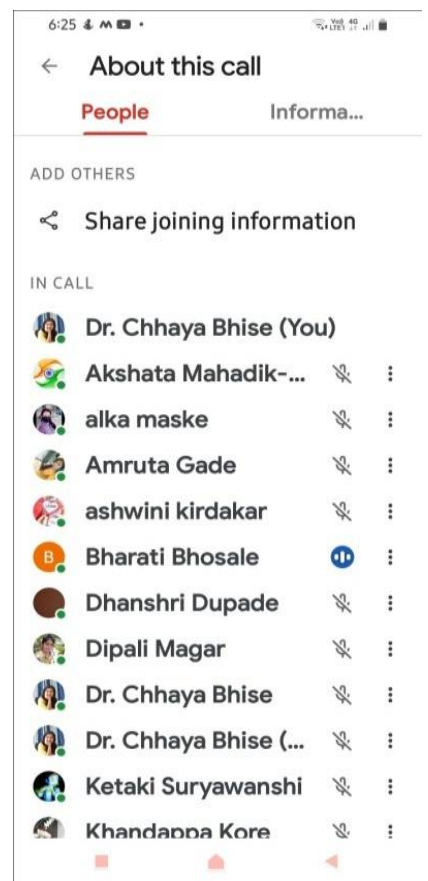 6:25
About this call
People Informa...
ADD OTHERS
Share joining information
IN CALL
Dr. Chhaya Bhise (You)
Akshata Mahadik-...
alka maske
Amruta Gade
ashwini kirdakar
B Bharati Bhosale
Dhanshri Dupade
Dipali Magar
Dr. Chhaya Bhise
Dr. Chhaya Bhise (...
Ketaki Suryawanshi
Khandappa Kore